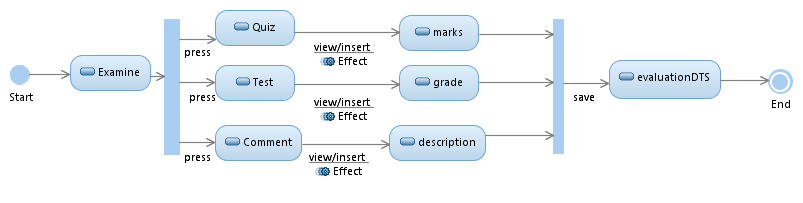 Start
Examine
press
Quiz
view/insert
Effect
marks
press
Test
view/insert
Effect
grade
press
Comment
view/insert
Effect
description
save
evaluationDTS
End